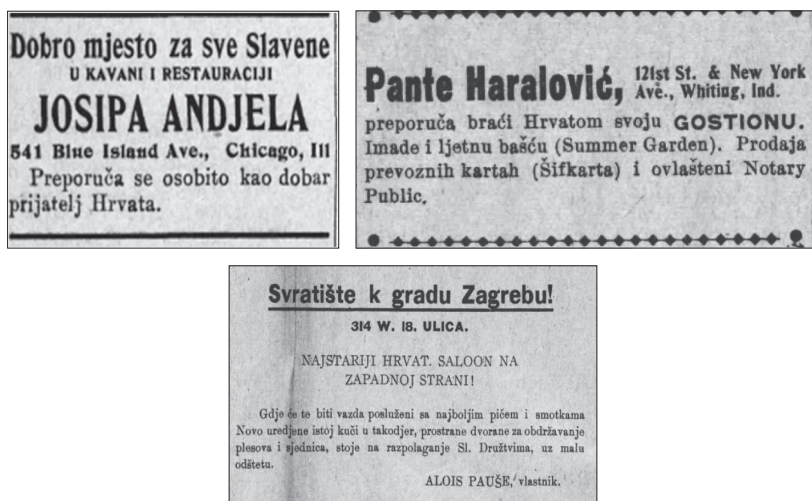 Dobro mjesto za sve Slavene
U KAVANI I RESTAURACIJI
JOSIPA ANDJELA
541 Blue Island Ave., Chicago, Ill
Preporuča se osobito kao dobar
prijatelj Hrvata.
Pante Haralović, 121st St. & New York
Ave., Whiting, Ind.
preporuča braći Hrvatom svoju GOSTIONU.
Imade i ljetnu bašću (Summer Garden). Prodaja
prevoznih kartah (Šifkarta) i ovlašteni Notary
Public.
Svratište k gradu Zagrebu!
314 W. 18. ULICA.
NAJSTARIJI HRVAT. SALOON NA
ZAPADNOJ STRANI!
Gdje će te biti vazda posluženi sa najboljim pićem i smotkama
Novo uredjene istoj kuči u takodjer, prostrane dvorane za obdržavanje
plesova i sjednica, stoje na razpolaganje Sl. Družtvima, uz malu
odštetu.
ALOIS PAUŠE, vlastnik.